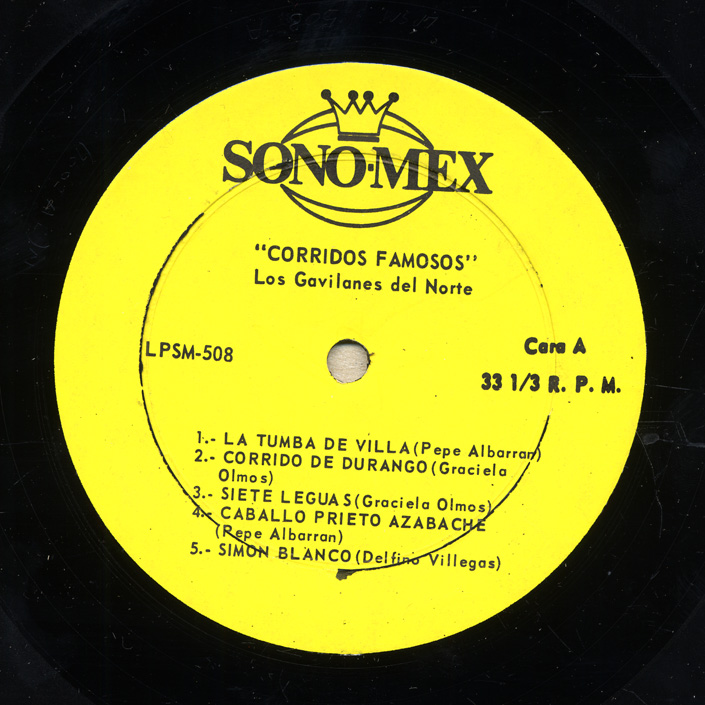 SONO-MEX
"CORRIDOS FAMOSOS"
Los Gavilanes del Norte
LPSM-508
Cara A
33 1/3 R. P. M.
1.- LA TUMBA DE VILLA (Pepe Albarran)
2.- CORRIDO DE DURANGO (Graciela
Olmos)
3.- SIETE LEGUAS (Graciela Olmos)
4.- CABALLO PRIETO AZABACHE
(Pepe Albarran)
5.- SIMON BLANCO (Delfino Villegas)